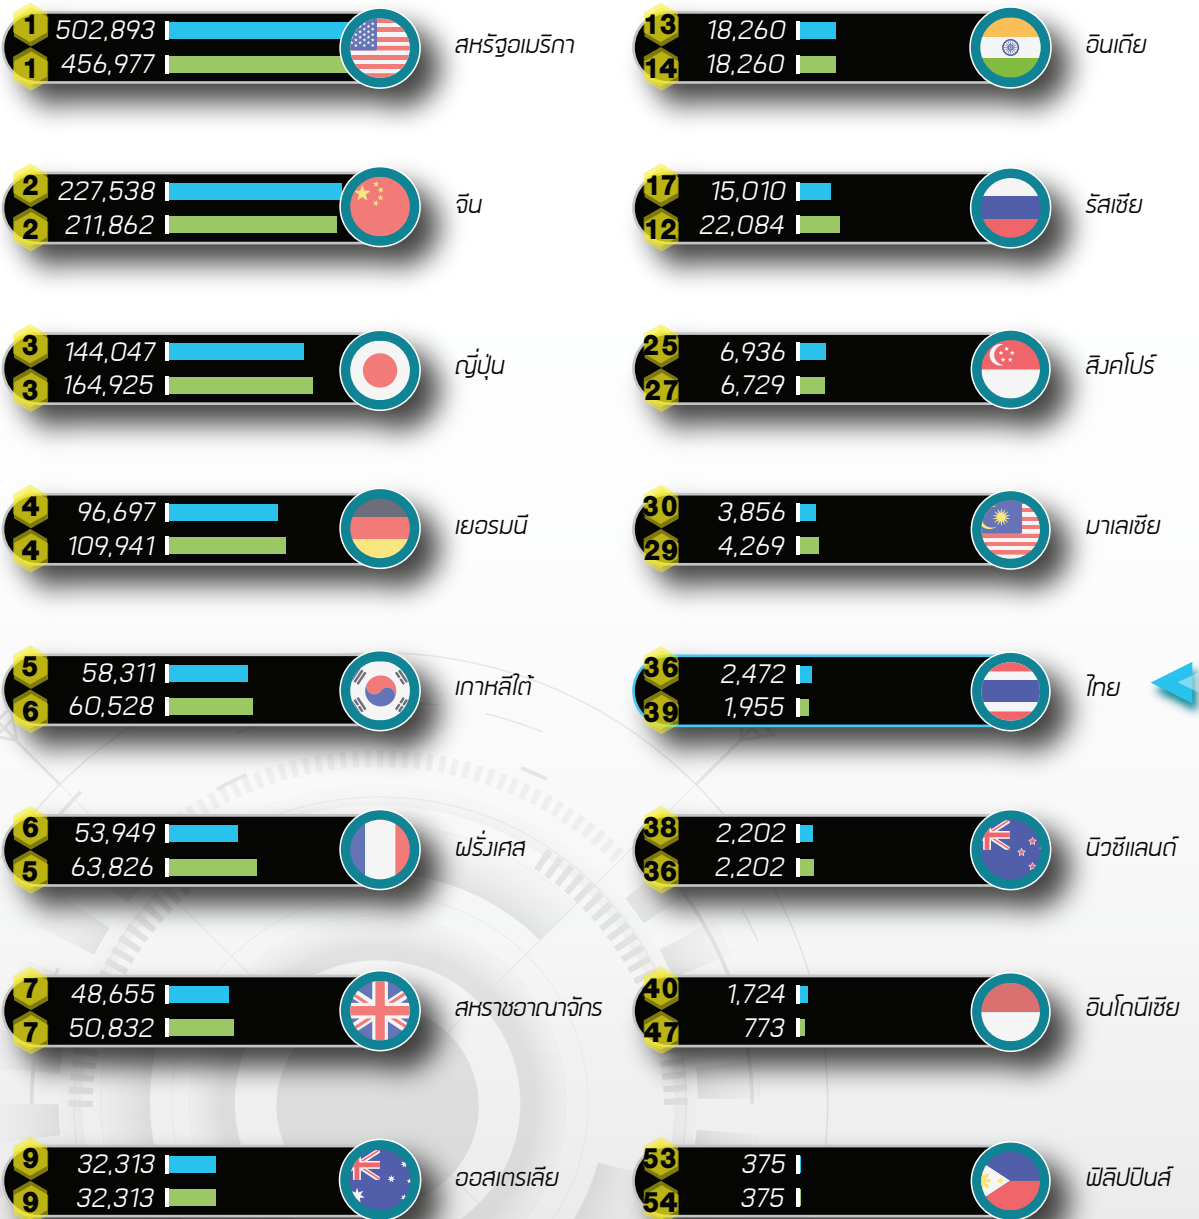 1 502,893
1 456,977
สหรัฐอเมริกา
2 227,538
2 211,862
จีน
3 144,047
3 164,925
ญี่ปุ่น
4 96,697
4 109,941
เยอรมนี
5 58,311
6 60,528
เกาหลีใต้
6 53,949
5 63,826
ฝรั่งเศส
7 48,655
7 50,832
สหราชอาณาจักร
9 32,313
9 32,313
ออสเตรเลีย
13 18,260
14 18,260
อินเดีย
17 15,010
12 22,084
รัสเซีย
25 6,936
27 6,729
สิงคโปร์
30 3,856
29 4,269
มาเลเซีย
36 2,472
39 1,955
ไทย
38 2,202
36 2,202
นิวซีแลนด์
40 1,724
47 773
อินโดนีเซีย
53 375
54 375
ฟิลิปปินส์